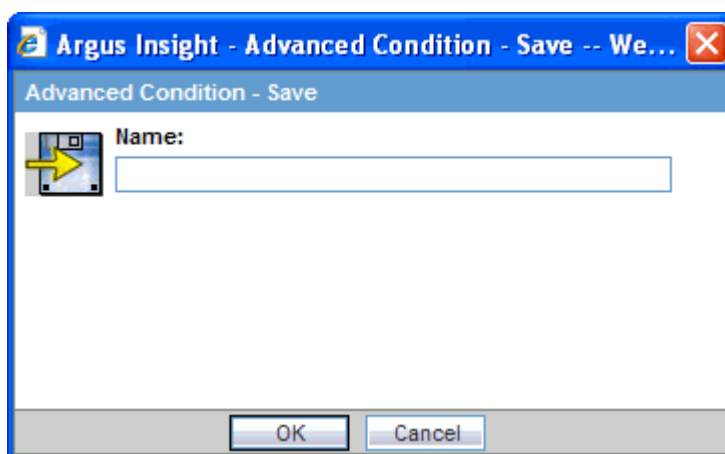 Argus Insight - Advanced Condition - Save -- We...
Advanced Condition - Save
Name:
OK
Cancel